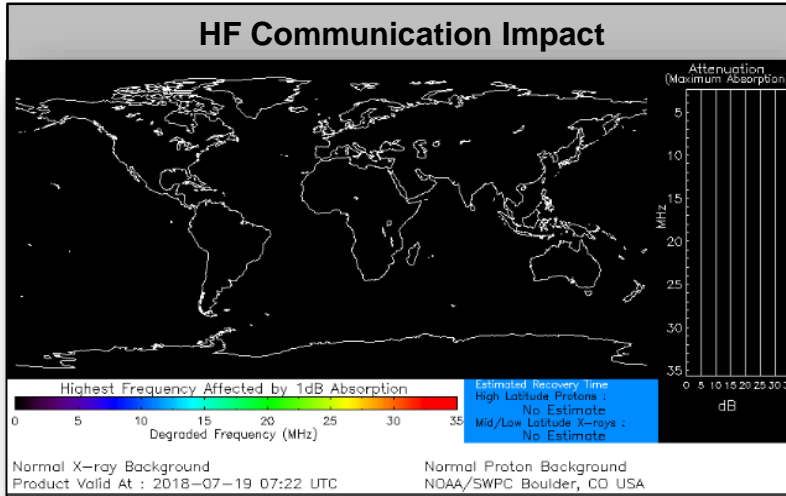 HF Communication Impact
Attenuation
(Maximum Absorption)
5
10
15
20
25
30
35
MHz
0 5 10 15 20 25 30
dB
Highest Frequency Affected by 1dB Absorption
0 5 10 15 20 25 30 35
Degraded Frequency (MHz)
Estimated Recovery Time
High Latitude Protons :
No Estimate
Mid/Low Latitude X-rays :
No Estimate
Normal X-ray Background
Normal Proton Background
Product Valid At : 2018-07-19 07:22 UTC
NOAA/SWPC Boulder, CO USA